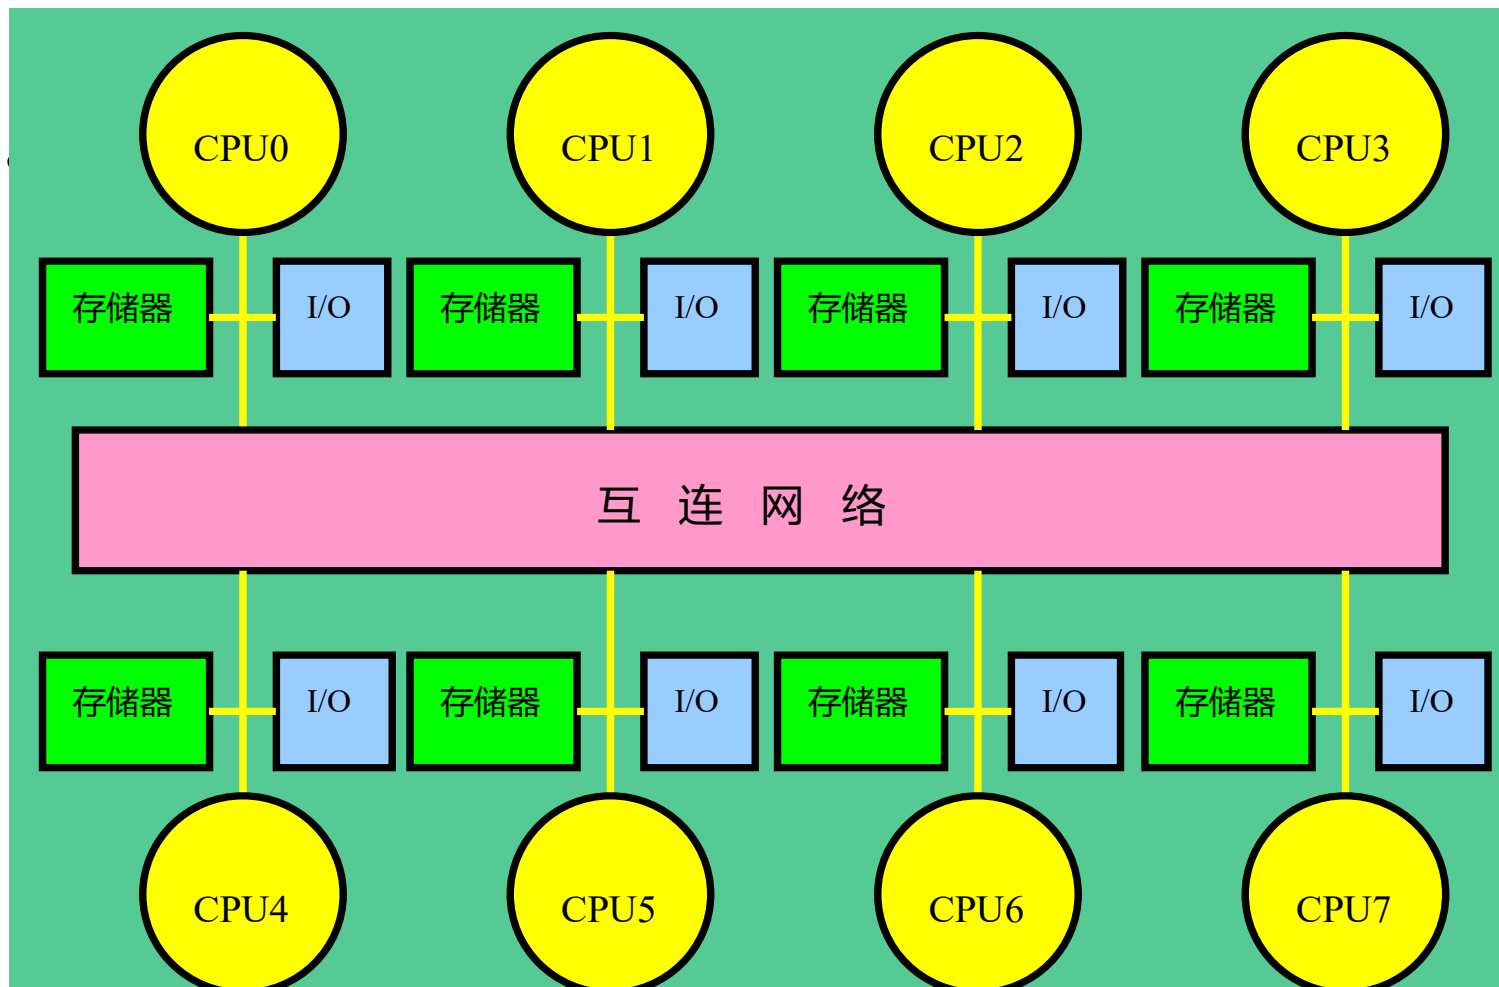 CPU0 CPU1 CPU2 CPU3
存储器 I/O 存储器 I/O 存储器 I/O 存储器 I/O
互 连 网 络
存储器 I/O 存储器 I/O 存储器 I/O 存储器 I/O
CPU4 CPU5 CPU6 CPU7